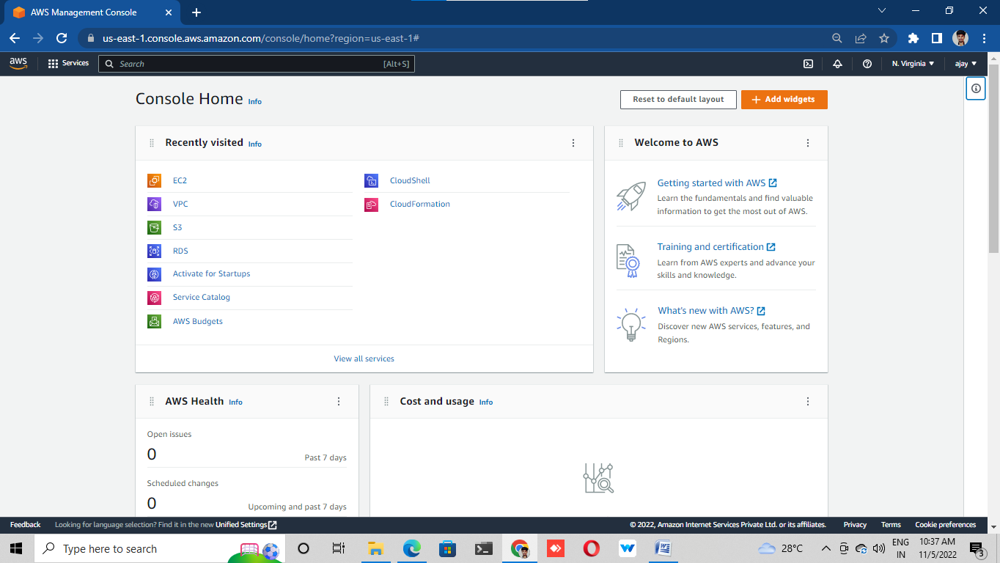 AWS Management Console
us-east-1.console.aws.amazon.com/console/home?region=us-east-1#
aws
Services
Search
[Alt+S]
N. Virginia
ajay
Console Home Info
Reset to default layout
Add widgets
Recently visited Info
EC2
VPC
S3
RDS
Activate for Startups
Service Catalog
AWS Budgets
CloudShell
CloudFormation
View all services
Welcome to AWS
Getting started with AWS
Learn the fundamentals and find valuable
information to get the most out of AWS.
Training and certification
Learn from AWS experts and advance your
skills and knowledge.
What's new with AWS?
Discover new AWS services, features, and
Regions.
AWS Health Info
Open issues
0
Past 7 days
Scheduled changes
0
Upcoming and past 7 days
Cost and usage Info
Feedback
Looking for language selection? Find it in the new Unified Settings
© 2022, Amazon Internet Services Private Ltd. or its affiliates.
Privacy
Terms
Cookie preferences
Type here to search
28°C
ENG
IN
10:37 AM
11/5/2022
3